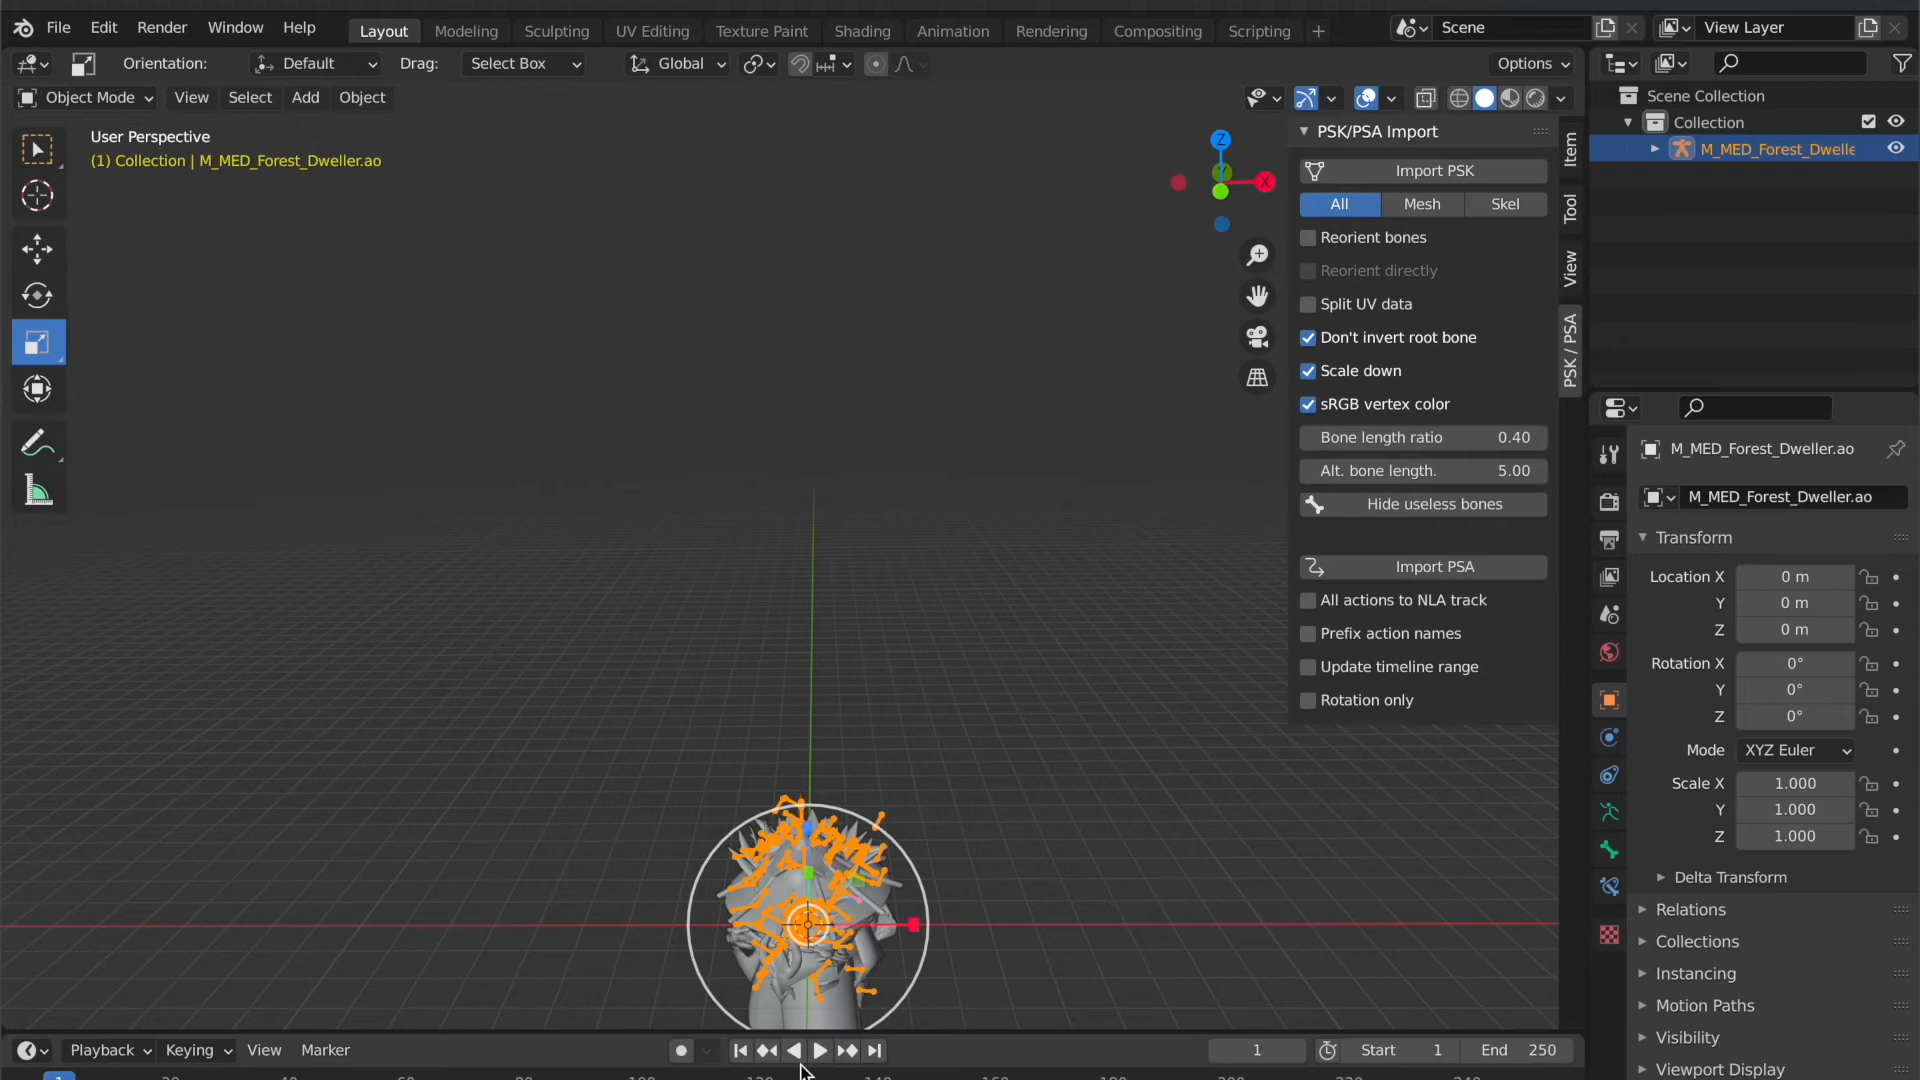 File Edit Render Window Help Layout Modeling Sculpting UV Editing Texture Paint Shading Animation Rendering Compositing Scripting + Scene View Layer
Orientation: Default Drag: Select Box Global Options
Object Mode View Select Add Object
User Perspective
(1) Collection | M_MED_Forest_Dweller.ao
Z
Y
X
PSK/PSA Import
Import PSK
All Mesh Skel
Reorient bones
Reorient directly
Split UV data
Don't invert root bone
Scale down
sRGB vertex color
Bone length ratio 0.40
Alt. bone length. 5.00
Hide useless bones
Import PSA
All actions to NLA track
Prefix action names
Update timeline range
Rotation only
Item
Tool
View
PSK / PSA
Scene Collection
Collection
M_MED_Forest_Dwelle
M_MED_Forest_Dweller.ao
M_MED_Forest_Dweller.ao
Transform
Location X 0 m
Y 0 m
Z 0 m
Rotation X 0°
Y 0°
Z 0°
Mode XYZ Euler
Scale X 1.000
Y 1.000
Z 1.000
Delta Transform
Relations
Collections
Instancing
Motion Paths
Visibility
Viewport Display
Playback Keying View Marker 1 Start 1 End 250